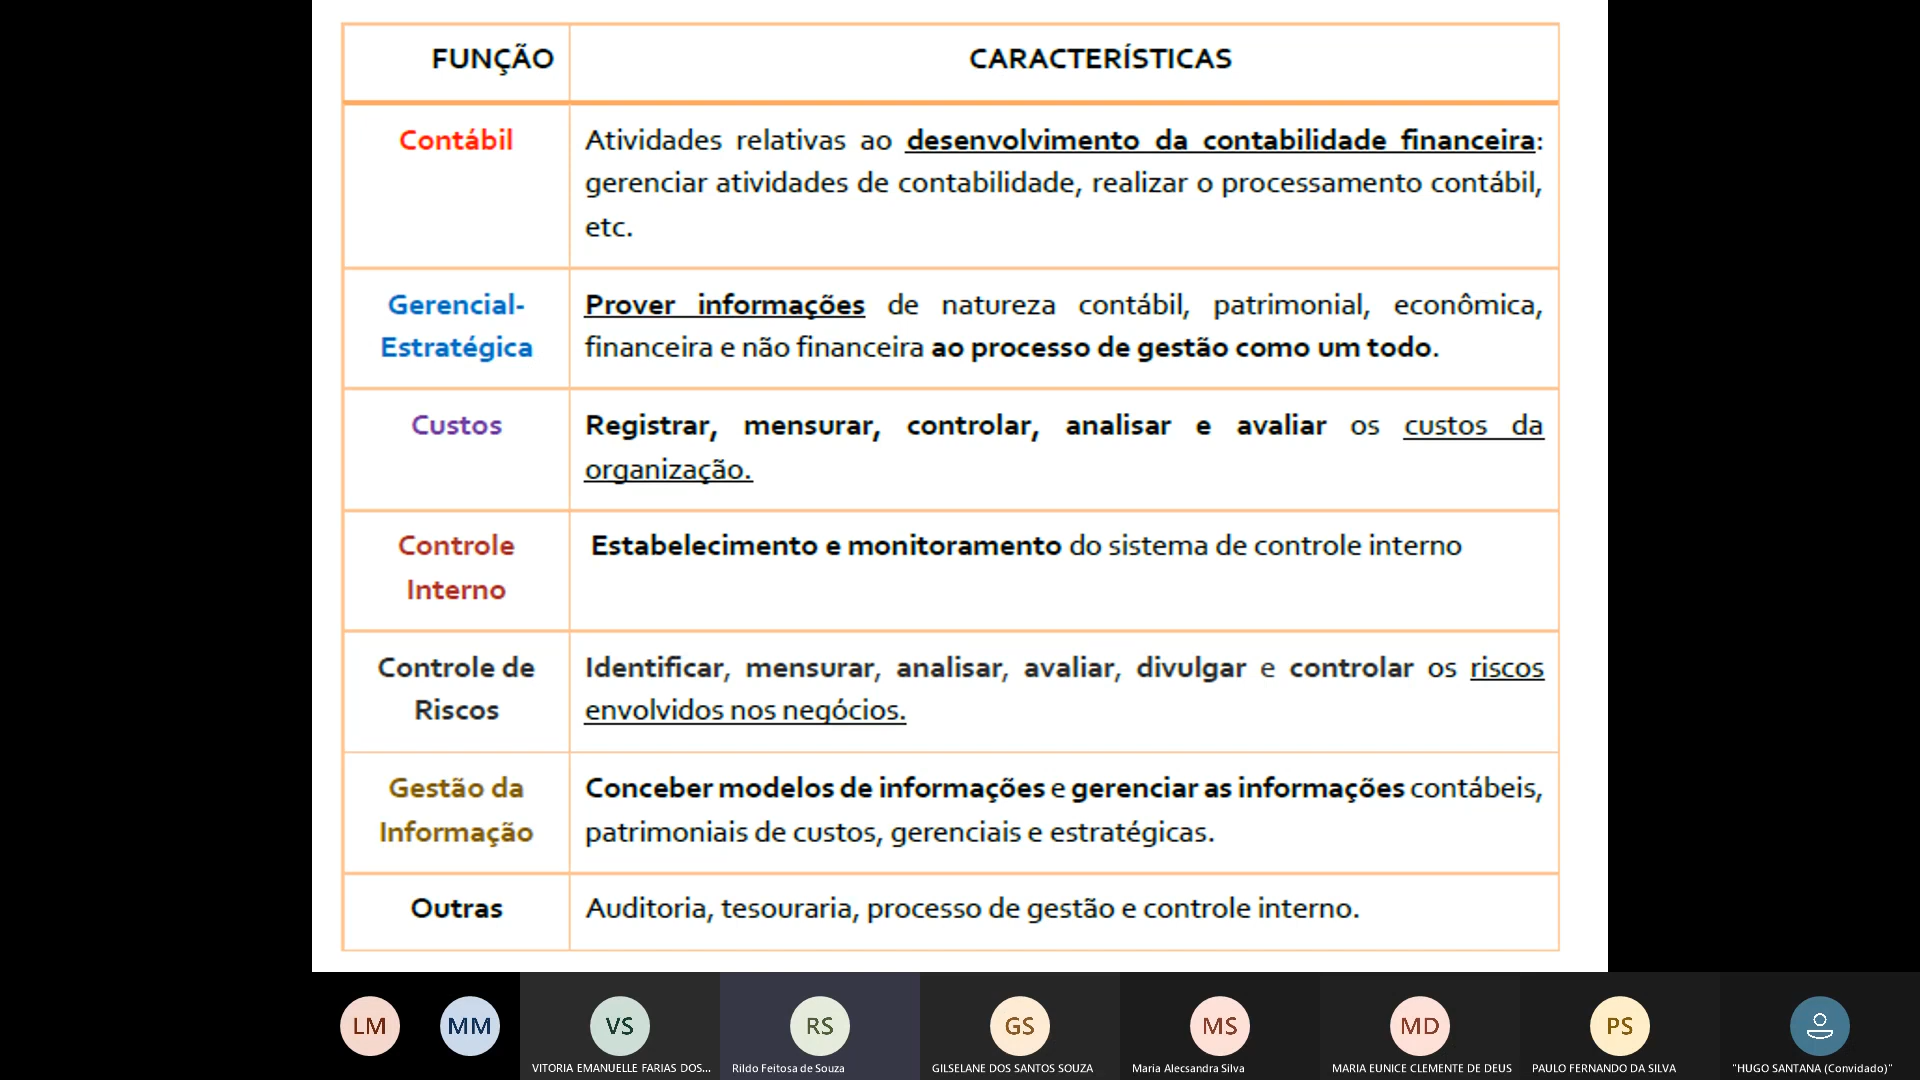 FUNÇÃO CARACTERÍSTICAS
Contábil
Atividades relativas ao desenvolvimento da contabilidade financeira:
gerenciar atividades de contabilidade, realizar o processamento contábil,
etc.
Gerencial-
Estratégica
Prover informações de natureza contábil, patrimonial, econômica,
financeira e não financeira ao processo de gestão como um todo.
Custos
Registrar, mensurar, controlar, analisar e avaliar os custos da
organização.
Controle
Interno
Estabelecimento e monitoramento do sistema de controle interno
Controle de
Riscos
Identificar, mensurar, analisar, avaliar, divulgar e controlar os riscos
envolvidos nos negócios.
Gestão da
Informação
Conceber modelos de informações e gerenciar as informações contábeis,
patrimoniais de custos, gerenciais e estratégicas.
Outras
Auditoria, tesouraria, processo de gestão e controle interno.
LM MM VS RS GS MS MD PS
VITORIA EMANUELLE FARIAS DOS...
Rildo Feitosa de Souza
GILSELANE DOS SANTOS SOUZA
Maria Alecsandra Silva
MARIA EUNICE CLEMENTE DE DEUS
PAULO FERNANDO DA SILVA
"HUGO SANTANA (Convidado)"